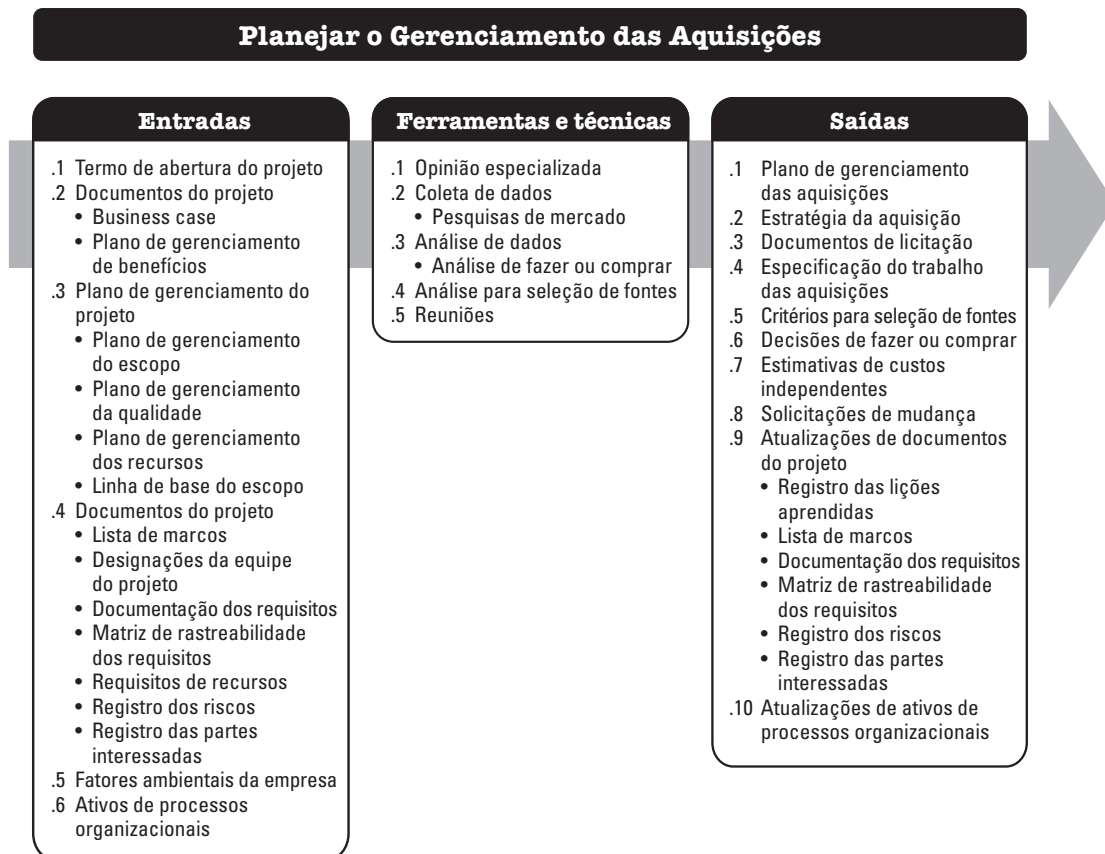 Planejar o Gerenciamento das Aquisições
Entradas
.1 Termo de abertura do projeto
.2 Documentos do projeto
• Business case
• Plano de gerenciamento
de benefícios
.3 Plano de gerenciamento do
projeto
• Plano de gerenciamento
do escopo
• Plano de gerenciamento
da qualidade
• Plano de gerenciamento
dos recursos
• Linha de base do escopo
.4 Documentos do projeto
• Lista de marcos
• Designações da equipe
do projeto
• Documentação dos requisitos
• Matriz de rastreabilidade
dos requisitos
• Requisitos de recursos
• Registro dos riscos
• Registro das partes
interessadas
.5 Fatores ambientais da empresa
.6 Ativos de processos
organizacionais
Ferramentas e técnicas
.1 Opinião especializada
.2 Coleta de dados
• Pesquisas de mercado
.3 Análise de dados
• Análise de fazer ou comprar
.4 Análise para seleção de fontes
.5 Reuniões
Saídas
.1 Plano de gerenciamento
das aquisições
.2 Estratégia da aquisição
.3 Documentos de licitação
.4 Especificação do trabalho
das aquisições
.5 Critérios para seleção de fontes
.6 Decisões de fazer ou comprar
.7 Estimativas de custos
independentes
.8 Solicitações de mudança
.9 Atualizações de documentos
do projeto
• Registro das lições
aprendidas
• Lista de marcos
• Documentação dos requisitos
• Matriz de rastreabilidade
dos requisitos
• Registro dos riscos
• Registro das partes
interessadas
.10 Atualizações de ativos de
processos organizacionais